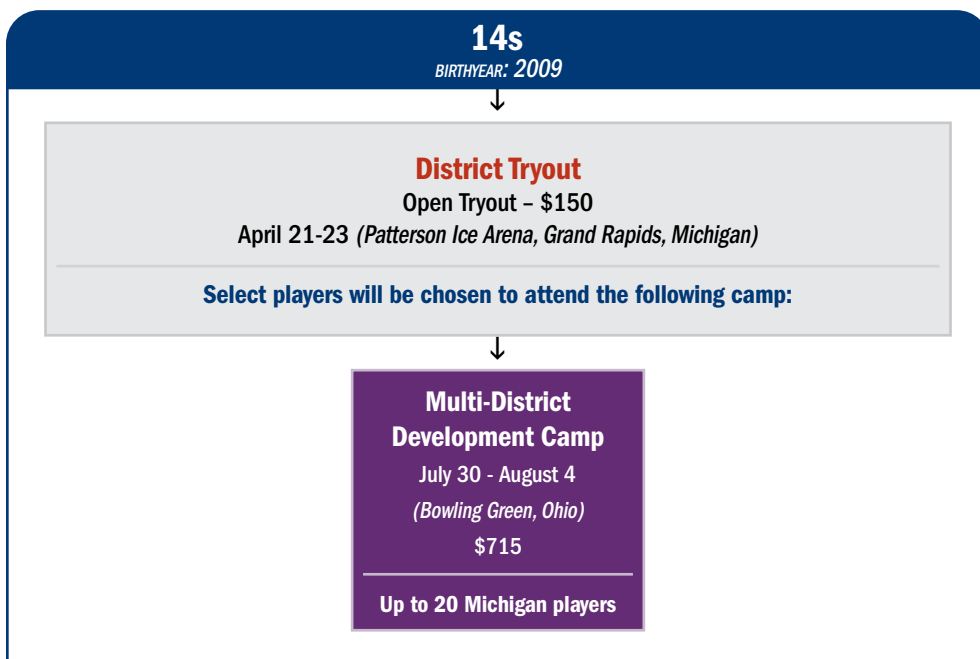 14s
BIRTHYEAR: 2009
District Tryout
Open Tryout – $150
April 21-23 (Patterson Ice Arena, Grand Rapids, Michigan)
Select players will be chosen to attend the following camp:
Multi-District
Development Camp
July 30 - August 4
(Bowling Green, Ohio)
$715
Up to 20 Michigan players